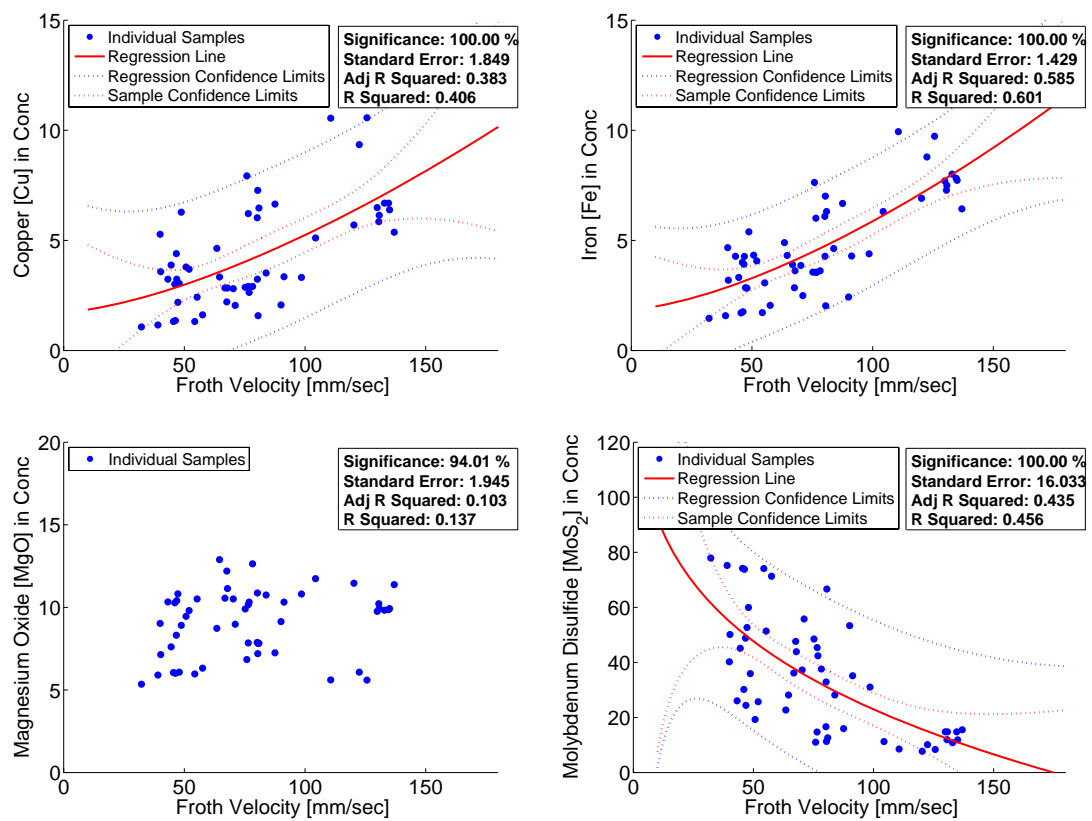 15
10
5
0
Copper [Cu] in Conc
Individual Samples
Regression Line
Regression Confidence Limits
Sample Confidence Limits
Significance: 100.00 %
Standard Error: 1.849
Adj R Squared: 0.383
R Squared: 0.406
0 50 100 150
Froth Velocity [mm/sec]
15
10
5
0
Iron [Fe] in Conc
Individual Samples
Regression Line
Regression Confidence Limits
Sample Confidence Limits
Significance: 100.00 %
Standard Error: 1.429
Adj R Squared: 0.585
R Squared: 0.601
0 50 100 150
Froth Velocity [mm/sec]
20
15
10
5
0
Magnesium Oxide [MgO] in Conc
Individual Samples
Significance: 94.01 %
Standard Error: 1.945
Adj R Squared: 0.103
R Squared: 0.137
0 50 100 150
Froth Velocity [mm/sec]
120
100
80
60
40
20
0
Molybdenum Disulfide [MoS2]] in Conc
Individual Samples
Regression Line
Regression Confidence Limits
Sample Confidence Limits
Significance: 100.00 %
Standard Error: 16.033
Adj R Squared: 0.435
R Squared: 0.456
0 50 100 150
Froth Velocity [mm/sec]